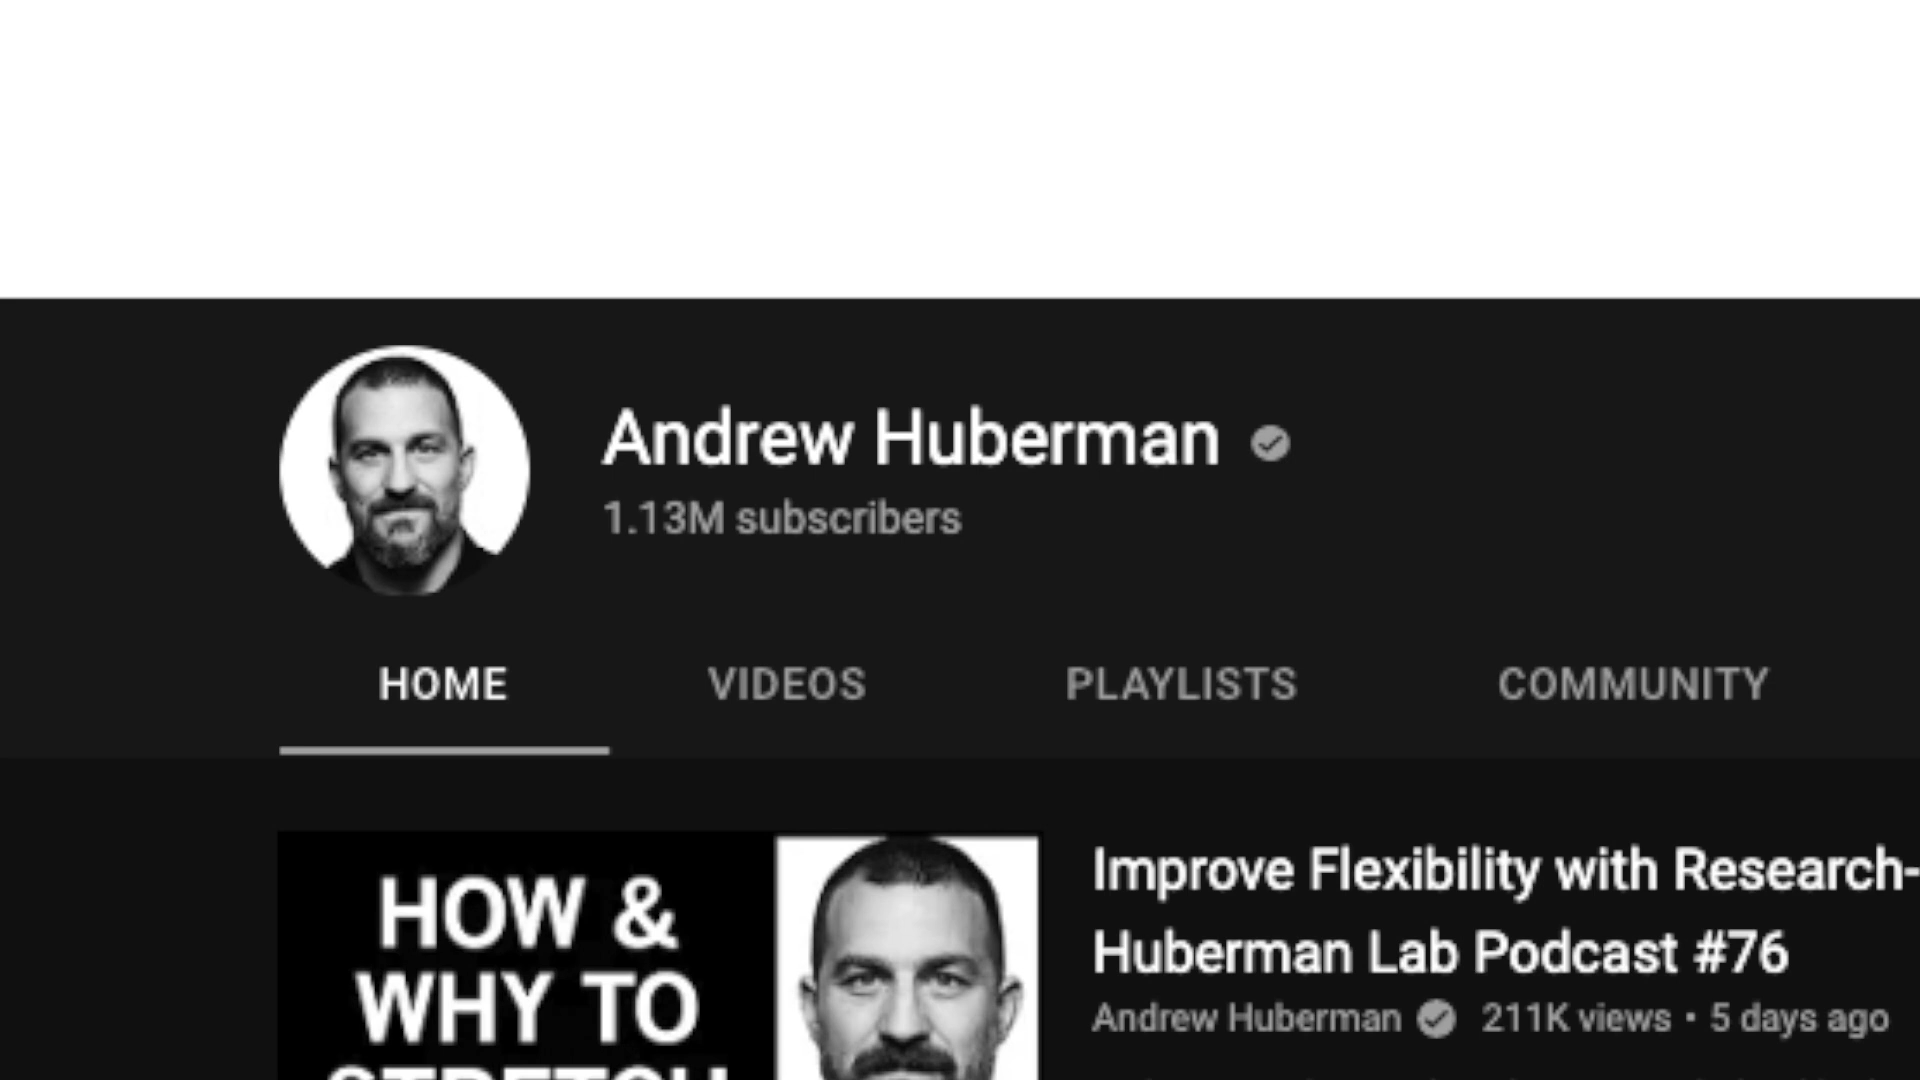 Andrew Huberman
1.13M subscribers
HOME VIDEOS PLAYLISTS COMMUNITY
HOW &
WHY TO
STRETCH
Improve Flexibility with Research-
Huberman Lab Podcast #76
Andrew Huberman 211K views • 5 days ago